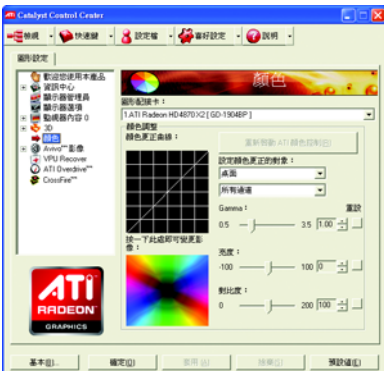 Catalyst Control Center
檢視
快速鍵
設定檔
喜好設定
說明
圖形設定
歡迎您使用本產品
資訊中心
顯示器管理員
顯示器選項
監視器內容 0
3D
顏色
Avivo™ 影像
VPU Recover
ATI Overdrive™
CrossFire™
ATI
RADEON
GRAPHICS
顏色
圖形配接卡：
1.ATI Radeon HD4870X2 [ GD-1904BP ]
顏色調整
顏色更正曲線：
重新啟動 ATI 顏色控制(R)
設定顏色更正的對象：
桌面
所有通道
Gamma： 重設
0.5 3.5 1.00
按一下此處即可變更影像：
亮度：
-100 100 0
對比度：
0 200 100
基本(B)... 確定(O) 套用(A) 捨棄(S) 預設值(E)